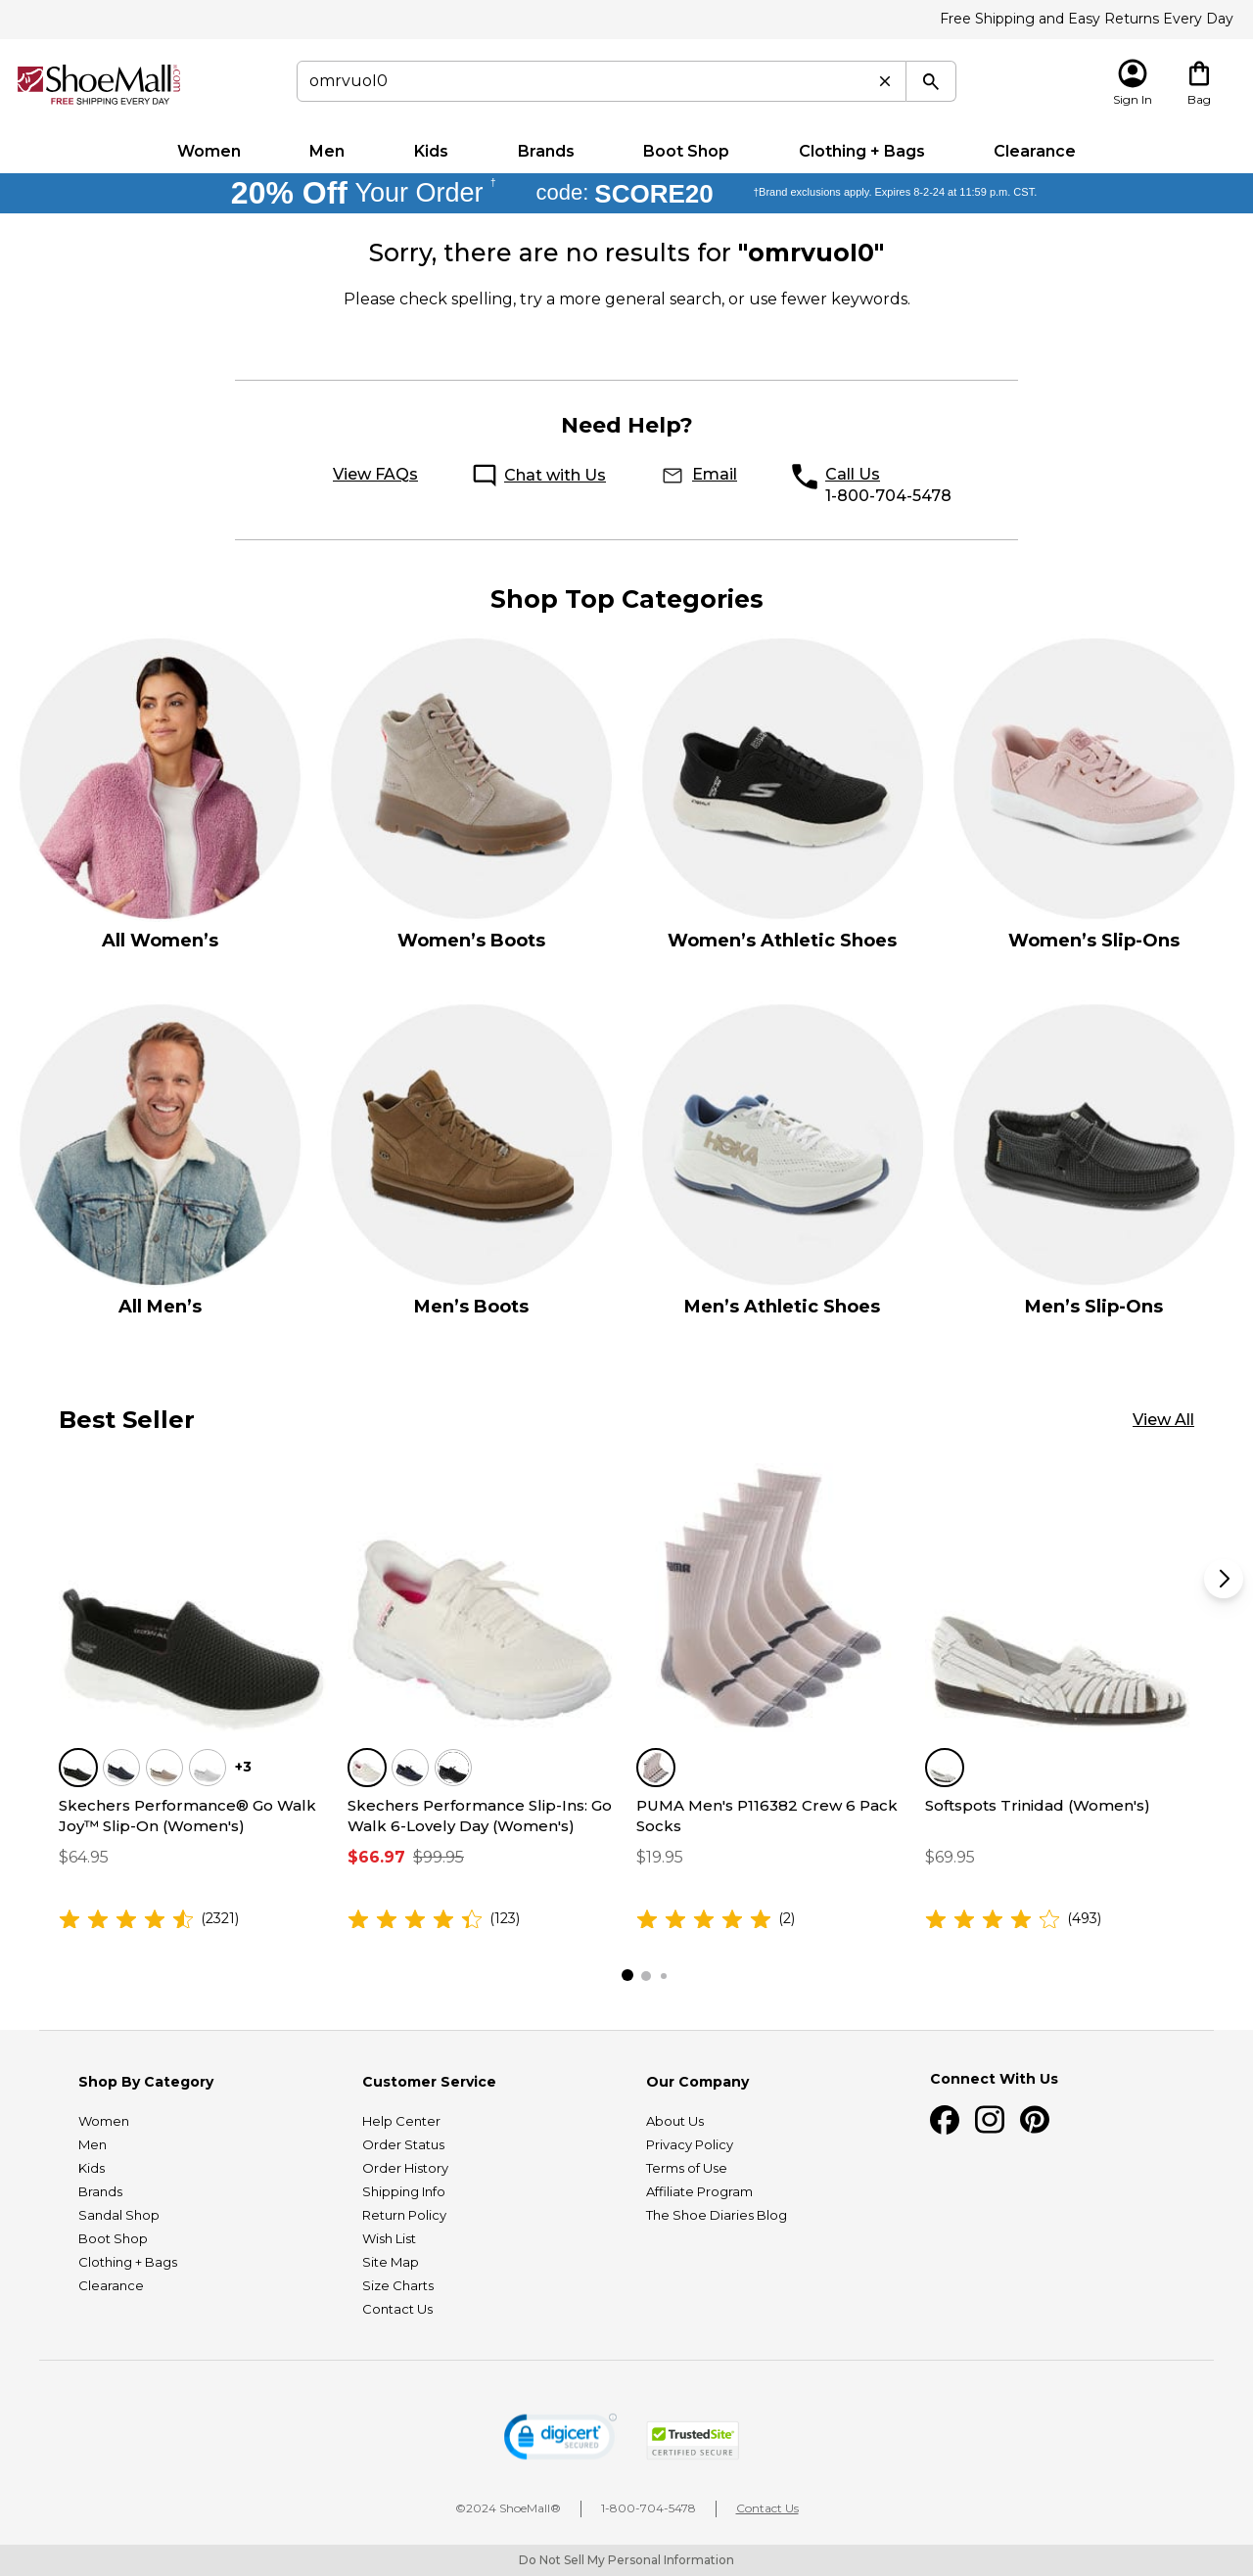 Free Shipping and Easy Returns Every Day
ShoeMall.com
FREE SHIPPING EVERY DAY
omrvuol0
Sign In
Bag
Women Men Kids Brands Boot Shop Clothing + Bags Clearance
20% Off Your Order † code: SCORE20 †Brand exclusions apply. Expires 8-2-24 at 11:59 p.m. CST.
Sorry, there are no results for "omrvuol0"
Please check spelling, try a more general search, or use fewer keywords.
Need Help?
View FAQs Chat with Us Email Call Us
1-800-704-5478
Shop Top Categories
All Women’s Women’s Boots Women’s Athletic Shoes Women’s Slip-Ons
HOKA
All Men’s Men’s Boots Men’s Athletic Shoes Men’s Slip-Ons
Best Seller View All
PUMA
+3
Skechers Performance® Go Walk
Joy™ Slip-On (Women's)
$64.95
(2321)
Skechers Performance Slip-Ins: Go
Walk 6-Lovely Day (Women's)
$66.97 $99.95
(123)
PUMA Men's P116382 Crew 6 Pack
Socks
$19.95
(2)
Softspots Trinidad (Women's)
$69.95
(493)
Shop By Category
Women
Men
Kids
Brands
Sandal Shop
Boot Shop
Clothing + Bags
Clearance
Customer Service
Help Center
Order Status
Order History
Shipping Info
Return Policy
Wish List
Site Map
Size Charts
Contact Us
Our Company
About Us
Privacy Policy
Terms of Use
Affiliate Program
The Shoe Diaries Blog
Connect With Us
digicert
SECURED
TrustedSite
CERTIFIED SECURE
©2024 ShoeMall® 1-800-704-5478 Contact Us
Do Not Sell My Personal Information